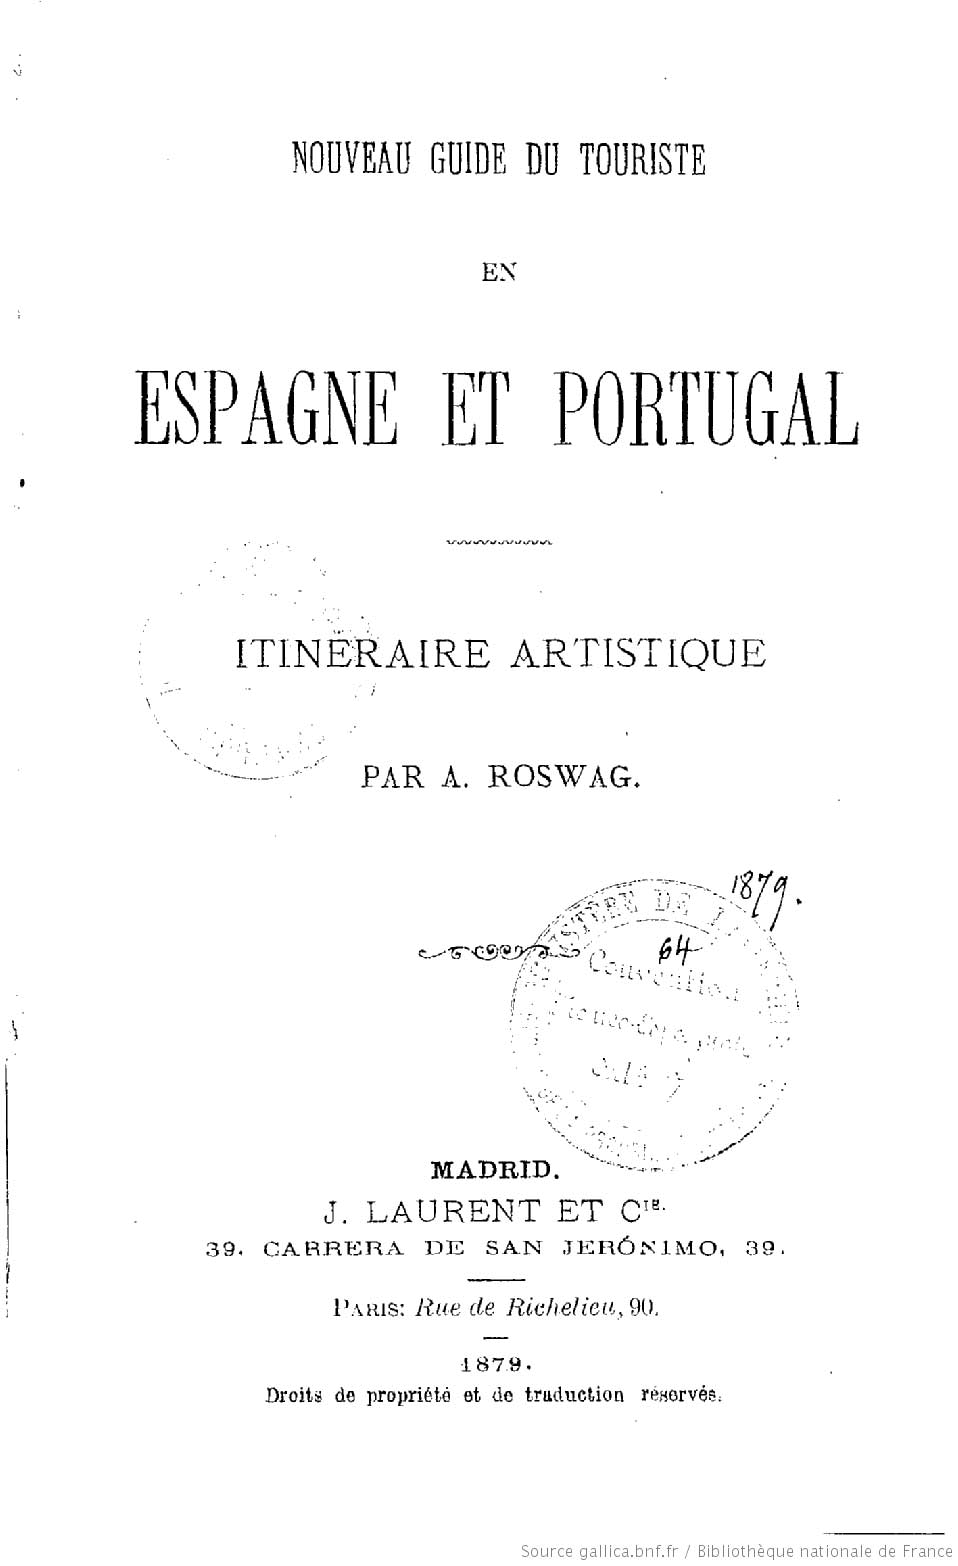 NOUVEAU GUIDE DU TOURISTE
EN
ESPAGNE ET PORTUGAL
ITINÉRAIRE ARTISTIQUE
PAR A. ROSWAG.
1879.
64
MADRID.
J. LAURENT ET CIE.
39. CARRERA DE SAN JERÓNIMO, 39.
PARIS: Rue de Richelieu, 90.
1879.
Droits de propriété et de traduction réservés.
Source gallica.bnf.fr / Bibliothèque nationale de France